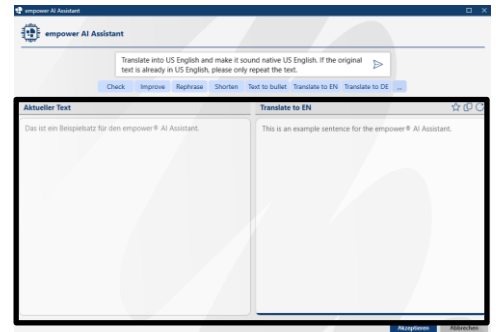 empower AI Assistant
empower AI Assistant
Translate into US English and make it sound native US English. If the original
text is already in US English, please only repeat the text.
Check Improve Rephrase Shorten Text to bullet Translate to EN Translate to DE ...
Aktueller Text
Das ist ein Beispielsatz für den empower® AI Assistant.
Translate to EN
This is an example sentence for the empower® AI Assistant.
Akzeptieren Abbrechen